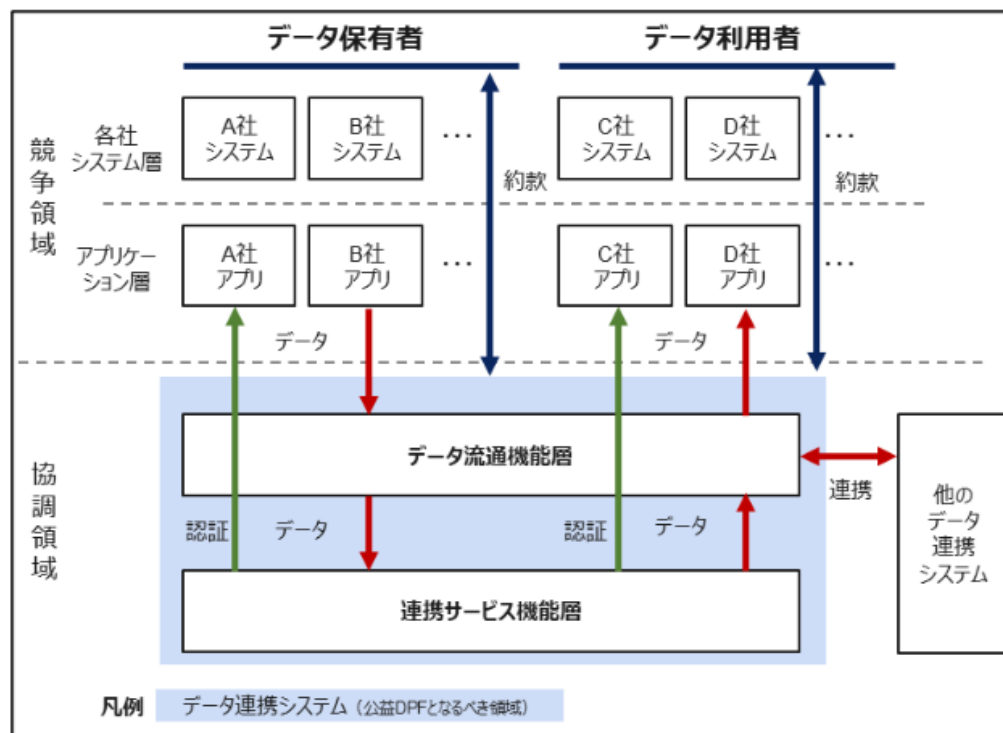 データ保有者
データ利用者
競争領域
各社
システム層
A社
システム
B社
システム
…
約款
C社
システム
D社
システム
…
約款
アプリケー
ション層
A社
アプリ
B社
アプリ
…
C社
アプリ
D社
アプリ
…
データ
データ
協調領域
データ流通機能層
連携
他の
データ
連携
システム
認証
データ
認証
データ
連携サービス機能層
凡例
データ連携システム（公益DPFとなるべき領域）